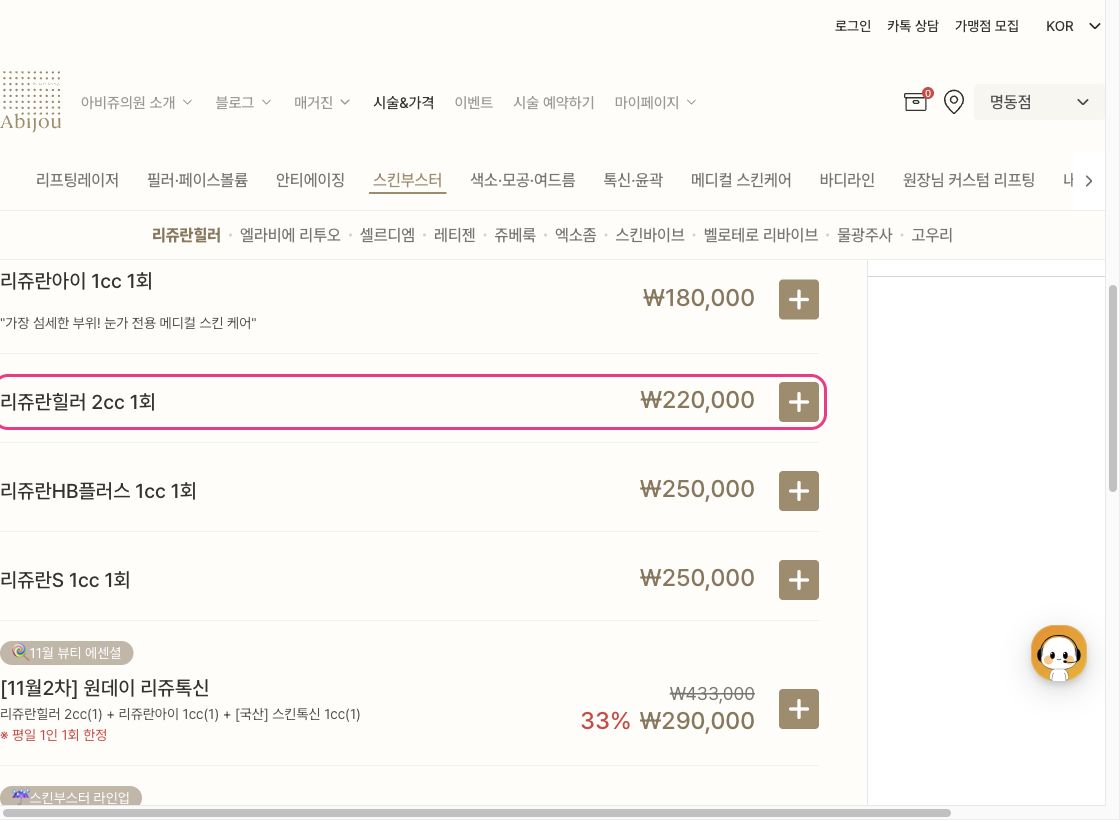 로그인 카톡 상담 가맹점 모집 KOR
Abijou 아비쥬의원 소개 블로그 매거진 시술&가격 이벤트 시술 예약하기 마이페이지 0 명동점
리프팅레이저 필러·페이스볼륨 안티에이징 스킨부스터 색소·모공·여드름 톡신·윤곽 메디컬 스킨케어 바디라인 원장님 커스텀 리프팅
리쥬란힐러 · 엘라비에 리투오 · 셀르디엠 · 레티젠 · 쥬베룩 · 엑소좀 · 스킨바이브 · 벨로테로 리바이브 · 물광주사 · 고우리
리쥬란아이 1cc 1회
₩180,000
"가장 섬세한 부위! 눈가 전용 메디컬 스킨 케어"
리쥬란힐러 2cc 1회 ₩220,000
리쥬란HB플러스 1cc 1회 ₩250,000
리쥬란S 1cc 1회 ₩250,000
11월 뷰티 에센셜
[11월2차] 원데이 리쥬톡신
₩433,000
리쥬란힐러 2cc(1) + 리쥬란아이 1cc(1) + [국산] 스킨톡신 1cc(1)
33% ₩290,000
※ 평일 1인 1회 한정
스킨부스터 라인업